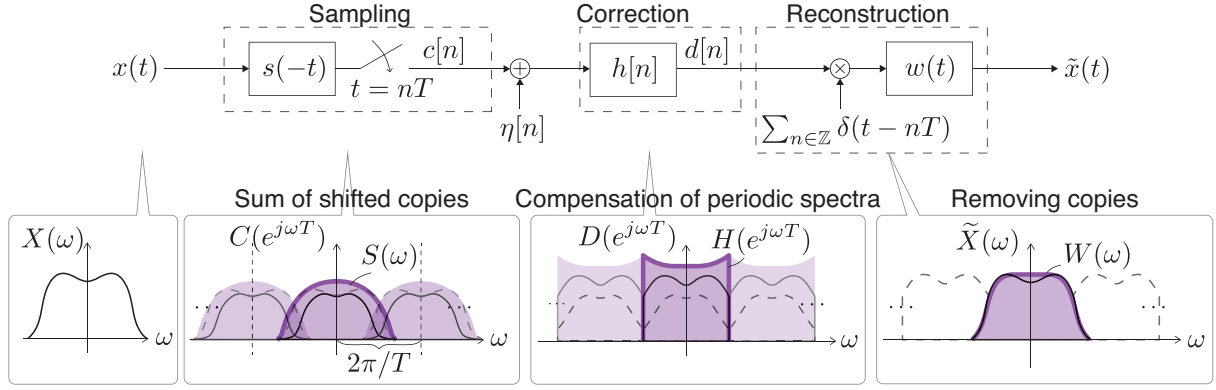 Sampling Correction Reconstruction
x(t) s(−t) c[n] h[n] d[n] w(t) x̃(t)
t = nT
η[n] ∑_{n∈ℤ} δ(t − nT)
Sum of shifted copies Compensation of periodic spectra Removing copies
X(ω) C(e^{jωT}) S(ω) D(e^{jωT}) H(e^{jωT}) X̃(ω) W(ω)
··· ··· ··· ··· ··· ···
ω ω ω ω
2π/T